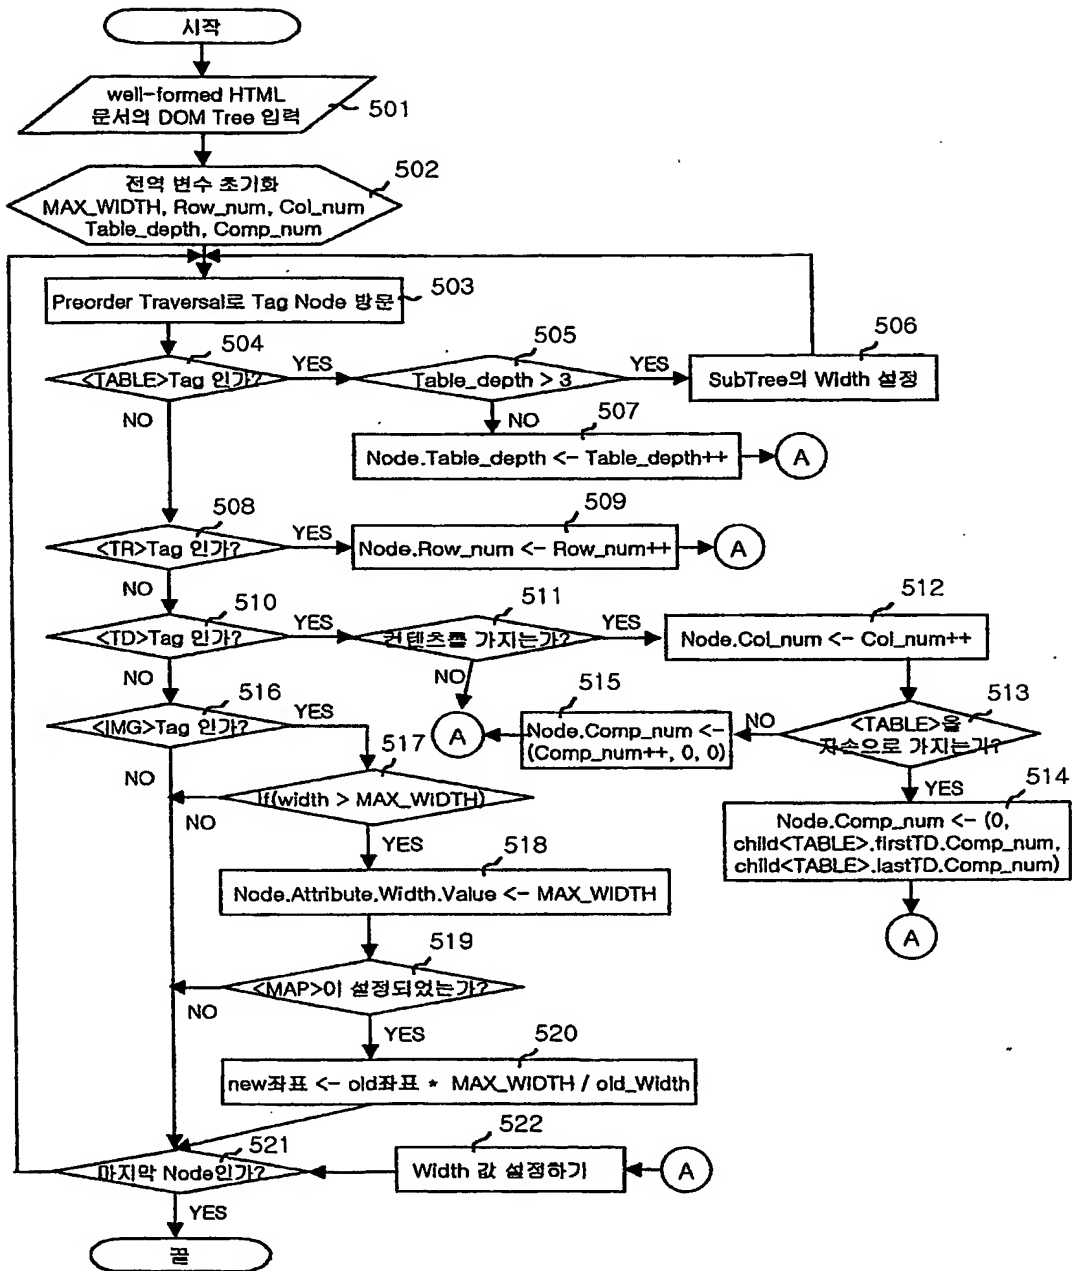 시작
well-formed HTML
문서의 DOM Tree 입력
501
전역 변수 초기화
MAX_WIDTH, Row_num, Col_num
Table_depth, Comp_num
502
Preorder Traversal로 Tag Node 방문
503
504
<TABLE>Tag 인가?
YES
NO
505
Table_depth > 3
YES
NO
506
SubTree의 Width 설정
507
Node.Table_depth <- Table_depth++
A
508
<TR>Tag 인가?
YES
NO
509
Node.Row_num <- Row_num++
A
510
<TD>Tag 인가?
YES
NO
511
컨텐츠를 가지는가?
YES
NO
A
512
Node.Col_num <- Col_num++
513
<TABLE>을
자손으로 가지는가?
NO
YES
515
Node.Comp_num <-
(Comp_num++, 0, 0)
514
Node.Comp_num <- (0,
child<TABLE>.firstTD.Comp_num,
child<TABLE>.lastTD.Comp_num)
A
516
<IMG>Tag 인가?
YES
NO
517
if(width > MAX_WIDTH)
NO
YES
518
Node.Attribute.Width.Value <- MAX_WIDTH
519
<MAP>이 설정되었는가?
NO
YES
520
new좌표 <- old좌표 * MAX_WIDTH / old_Width
521
마지막 Node인가?
YES
522
Width 값 설정하기
A
끝